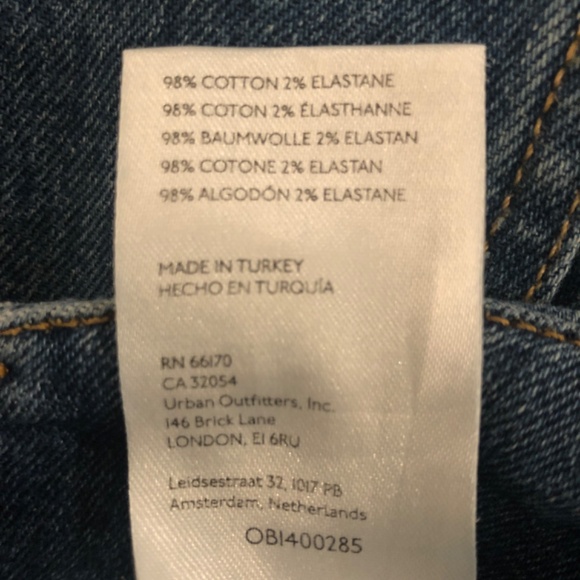 98% COTTON 2% ELASTANE
98% COTON 2% ÉLASTHANNE
98% BAUMWOLLE 2% ELASTAN
98% COTONE 2% ELASTAN
98% ALGODÓN 2% ELASTANE
MADE IN TURKEY
HECHO EN TURQUÍA
RN 66170
CA 32054
Urban Outfitters, Inc.
146 Brick Lane
LONDON, E1 6RU
Leidsestraat 32, 1017 PB
Amsterdam, Netherlands
OB1400285